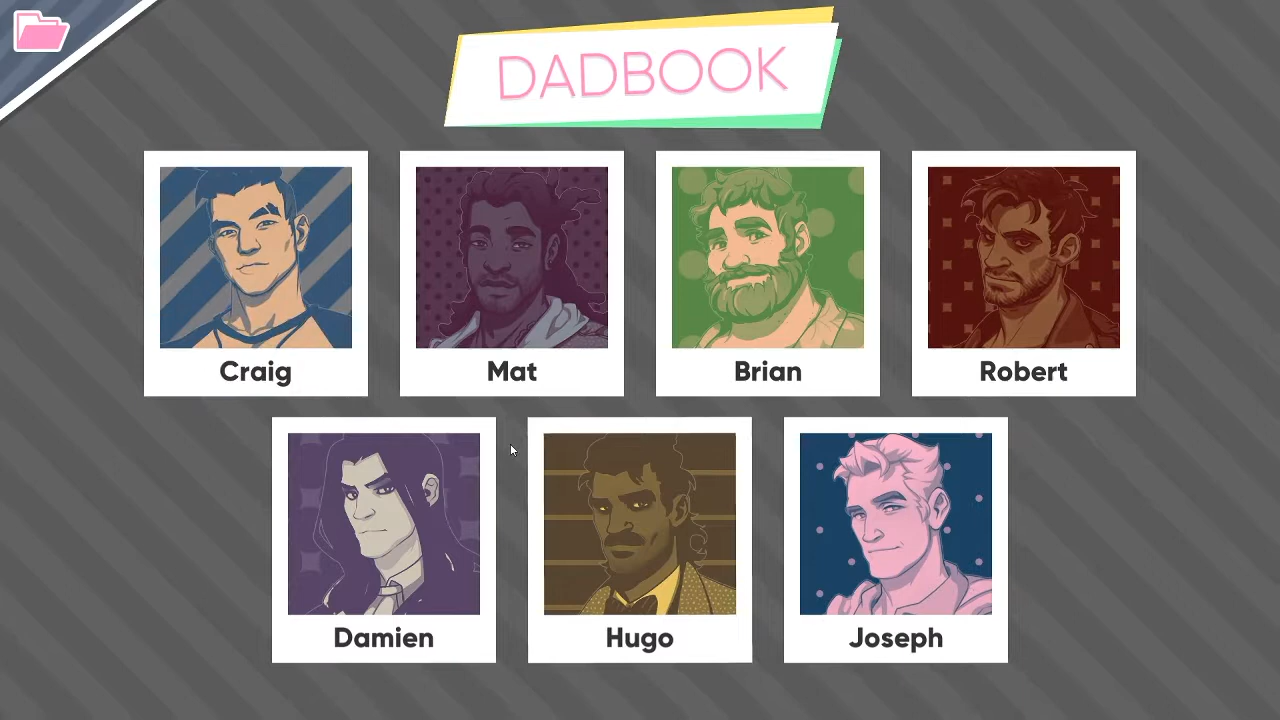 DADBOOK
Craig
Mat
Brian
Robert
Damien
Hugo
Joseph